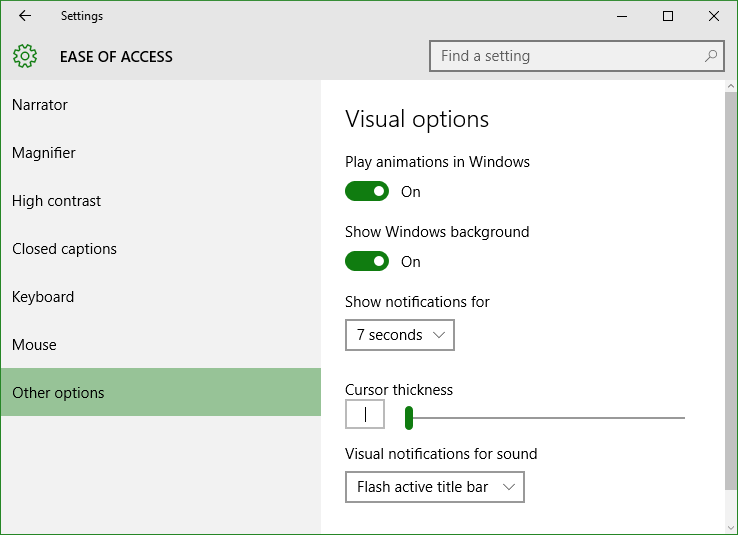 Settings
EASE OF ACCESS
Find a setting
Narrator
Magnifier
High contrast
Closed captions
Keyboard
Mouse
Other options
Visual options
Play animations in Windows
On
Show Windows background
On
Show notifications for
7 seconds
Cursor thickness
Visual notifications for sound
Flash active title bar